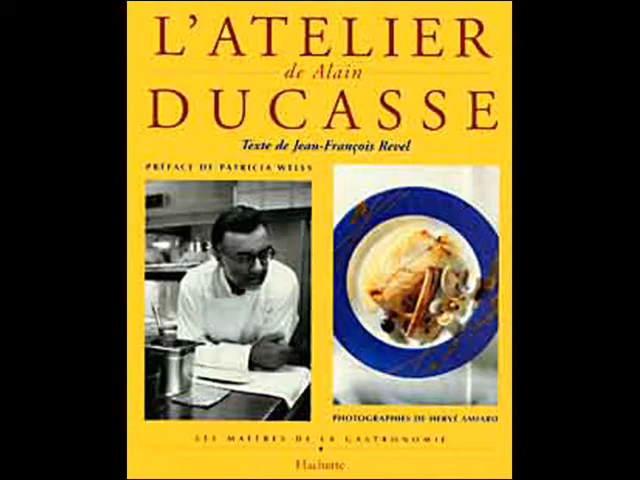 L'ATELIER
de Alain
DUCASSE
Texte de Jean-François Revel
PRÉFACE DE PATRICIA WELLS
PHOTOGRAPHIES DE HERVÉ AMIARD
LES MAÎTRES DE LA GASTRONOMIE
Hachette